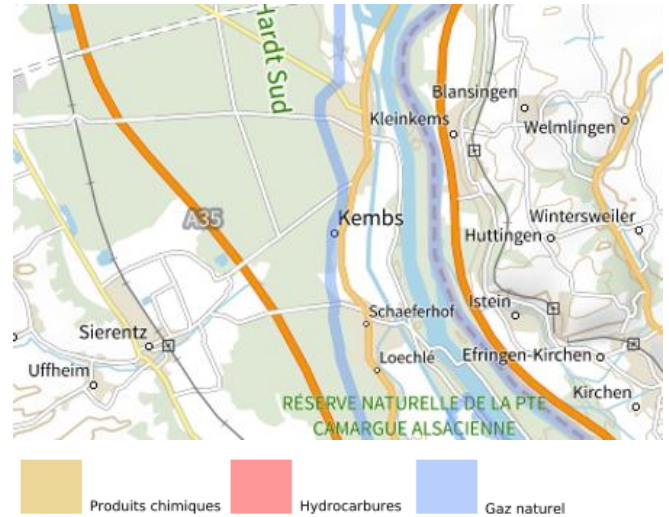 Hardt Sud
Blansingen
Kleinkems
Welmlingen
A35
Kembs
Wintersweiler
Huttingen
Istein
Schaeferhof
Sierentz
Efringen-Kirchen
Loechlé
Uffheim
Kirchen
RÉSERVE NATURELLE DE LA PTE
CAMARGUE ALSACIENNE
Produits chimiques
Hydrocarbures
Gaz naturel